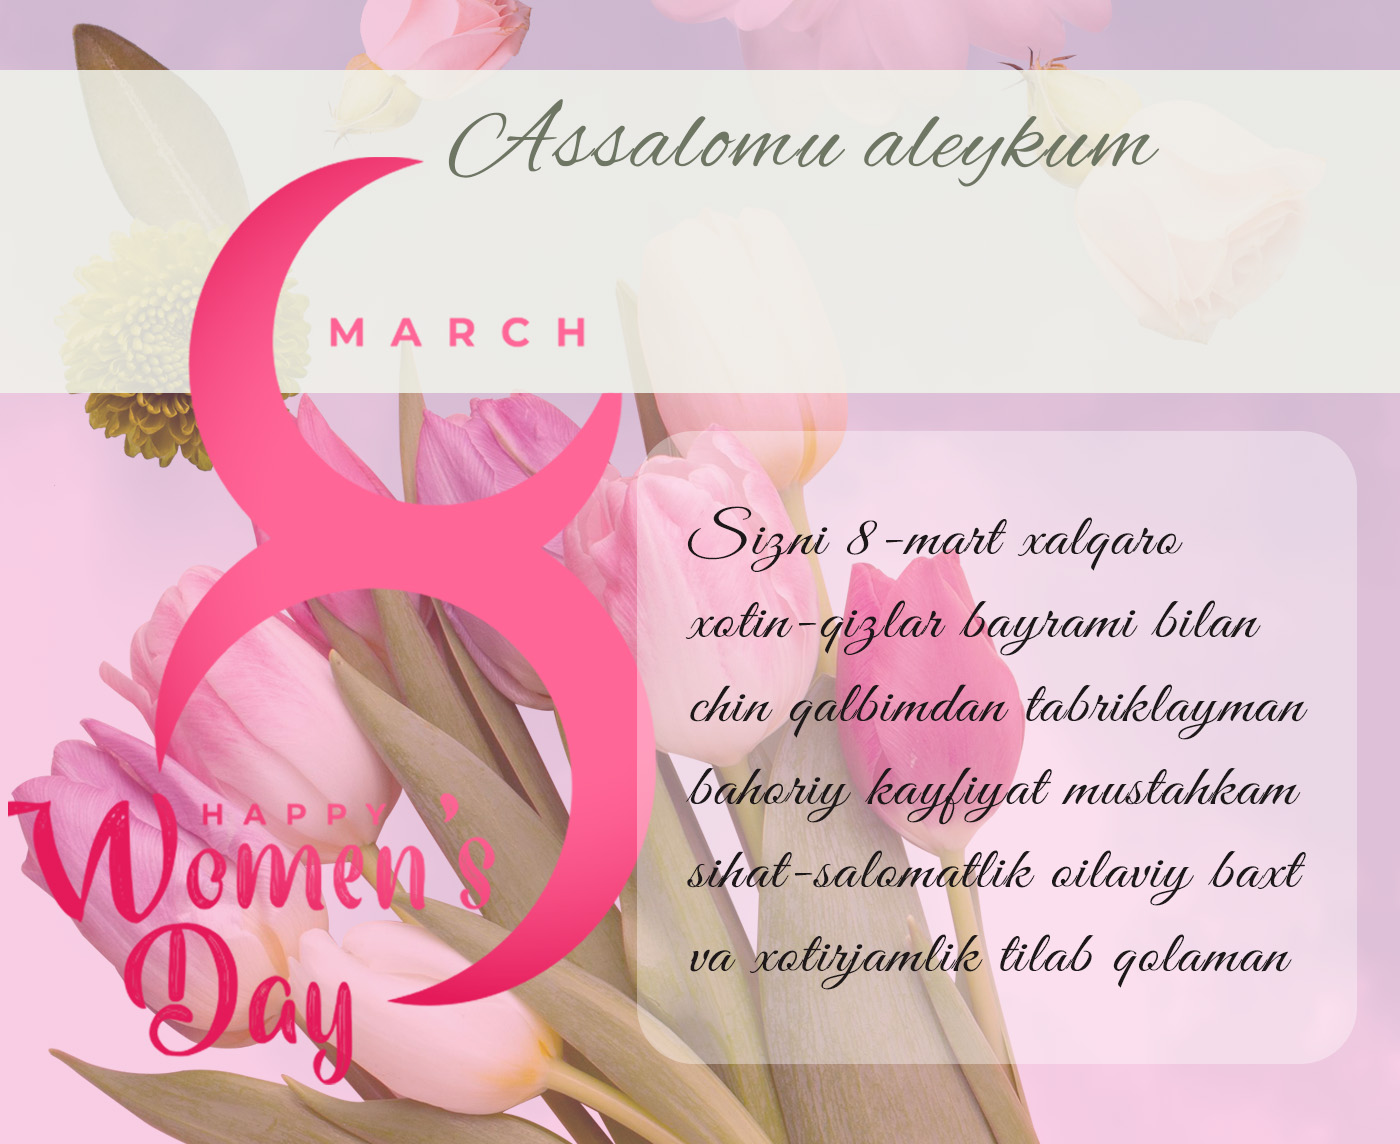 Assalomu aleykum
MARCH
HAPPY
Women's
Day
Sizni 8-mart xalqaro
xotin-qizlar bayrami bilan
chin qalbimdan tabriklayman
bahoriy kayfiyat mustahkam
sihat-salomatlik oilaviy baxt
va xotirjamlik tilab qolaman